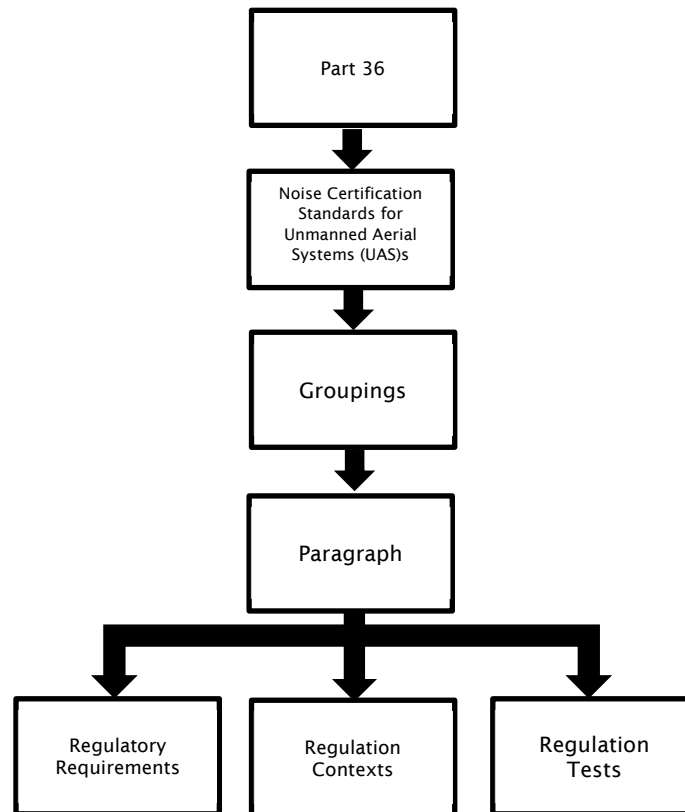 Part 36
Noise Certification
Standards for
Unmanned Aerial
Systems (UAS)s
Groupings
Paragraph
Regulatory
Requirements
Regulation
Contexts
Regulation
Tests